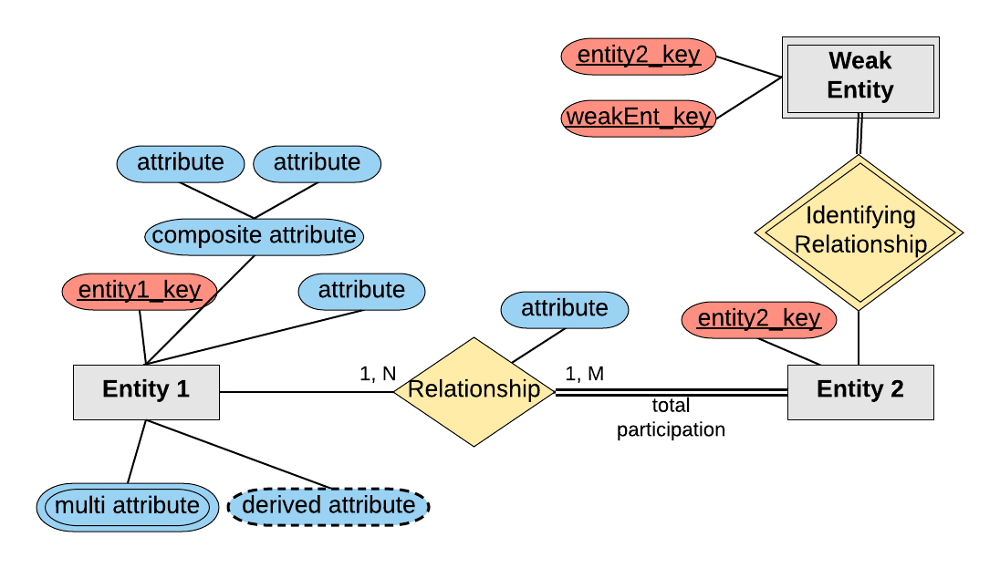 entity2_key
Weak
Entity
weakEnt_key
attribute
attribute
composite attribute
Identifying
Relationship
entity1_key
attribute
attribute
entity2_key
1, N
1, M
Entity 1
Relationship
Entity 2
total
participation
multi attribute
derived attribute